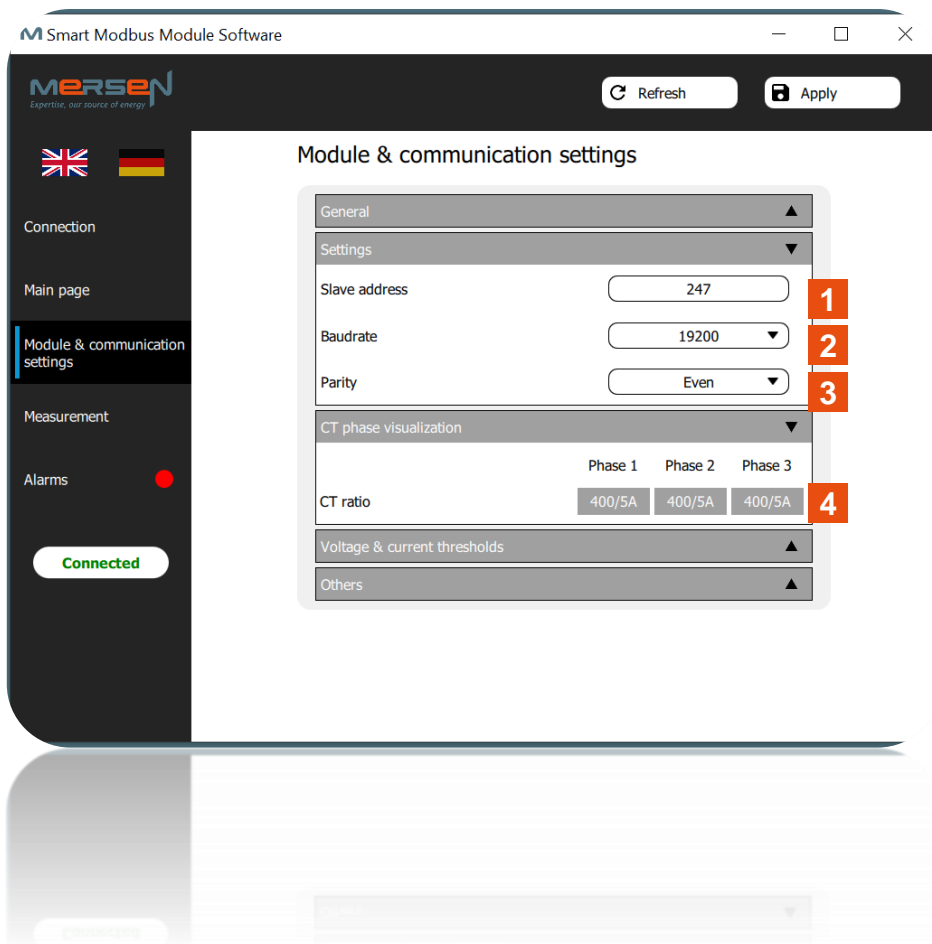 Smart Modbus Module Software
MERSEN
Expertise, our source of energy
Refresh
Apply
Module & communication settings
Connection
Main page
Module & communication
settings
Measurement
Alarms
Connected
General
Settings
Slave address
247
1
Baudrate
19200
2
Parity
Even
3
CT phase visualization
Phase 1 Phase 2 Phase 3
CT ratio
400/5A 400/5A 400/5A
4
Voltage & current thresholds
Others